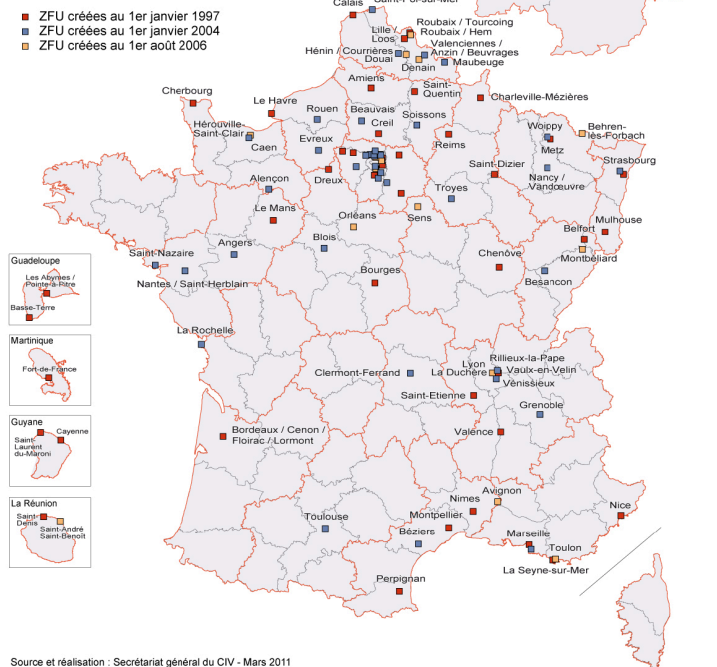 Calais
Saint-Pol-sur-Mer
ZFU créées au 1er janvier 1997
ZFU créées au 1er janvier 2004
ZFU créées au 1er août 2006
Lille /
Loos
Roubaix / Tourcoing
Roubaix / Hem
Valenciennes /
Anzin / Beuvrages
Hénin / Courrières
Douai
Denain
Maubeuge
Amiens
Saint-
Quentin
Charleville-Mézières
Cherbourg
Le Havre
Rouen
Beauvais
Creil
Soissons
Hérouville-
Saint-Clair
Caen
Evreux
Reims
Woippy
Metz
Behren-
lès-Forbach
Strasbourg
Saint-Dizier
Nancy /
Vandœuvre
Alençon
Dreux
Troyes
Le Mans
Orléans
Sens
Mulhouse
Belfort
Montbéliard
Blois
Angers
Saint-Nazaire
Nantes / Saint-Herblain
Chenôve
Besançon
Bourges
Guadeloupe
Les Abymes /
Pointe-à-Pitre
Basse-Terre
La Rochelle
Martinique
Fort-de-France
Clermont-Ferrand
Lyon
La Duchère
Rillieux-la-Pape
Vaulx-en-Velin
Vénissieux
Saint-Etienne
Grenoble
Guyane
Cayenne
Saint-
Laurent
du-Maroni
Bordeaux / Cenon /
Floirac / Lormont
Valence
La Réunion
Saint-
Denis
Saint-André
Saint-Benoît
Nimes
Avignon
Montpellier
Nice
Toulouse
Béziers
Marseille
Toulon
La Seyne-sur-Mer
Perpignan
Source et réalisation : Secrétariat général du CIV - Mars 2011